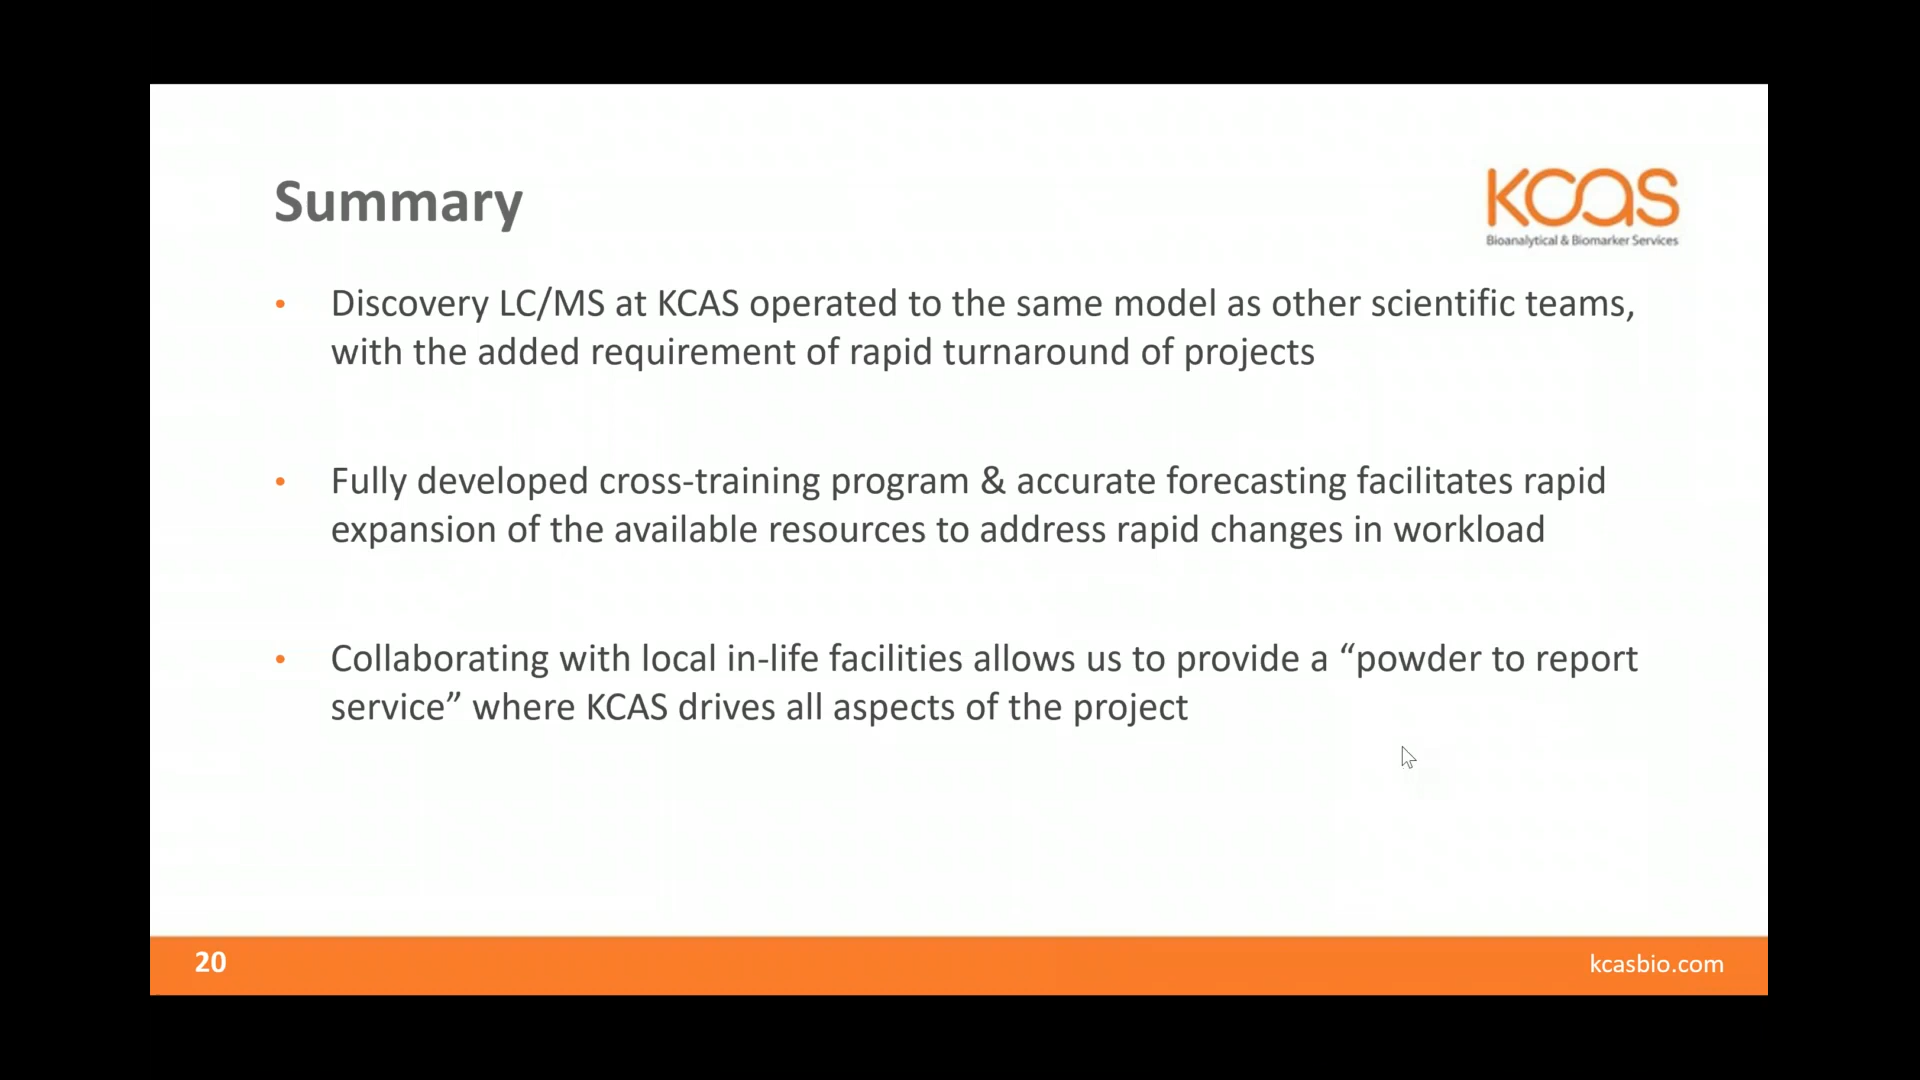 Summary
kcas
Bioanalytical & Biomarker Services
• Discovery LC/MS at KCAS operated to the same model as other scientific teams,
with the added requirement of rapid turnaround of projects
• Fully developed cross-training program & accurate forecasting facilitates rapid
expansion of the available resources to address rapid changes in workload
• Collaborating with local in-life facilities allows us to provide a “powder to report
service” where KCAS drives all aspects of the project
20
kcasbio.com